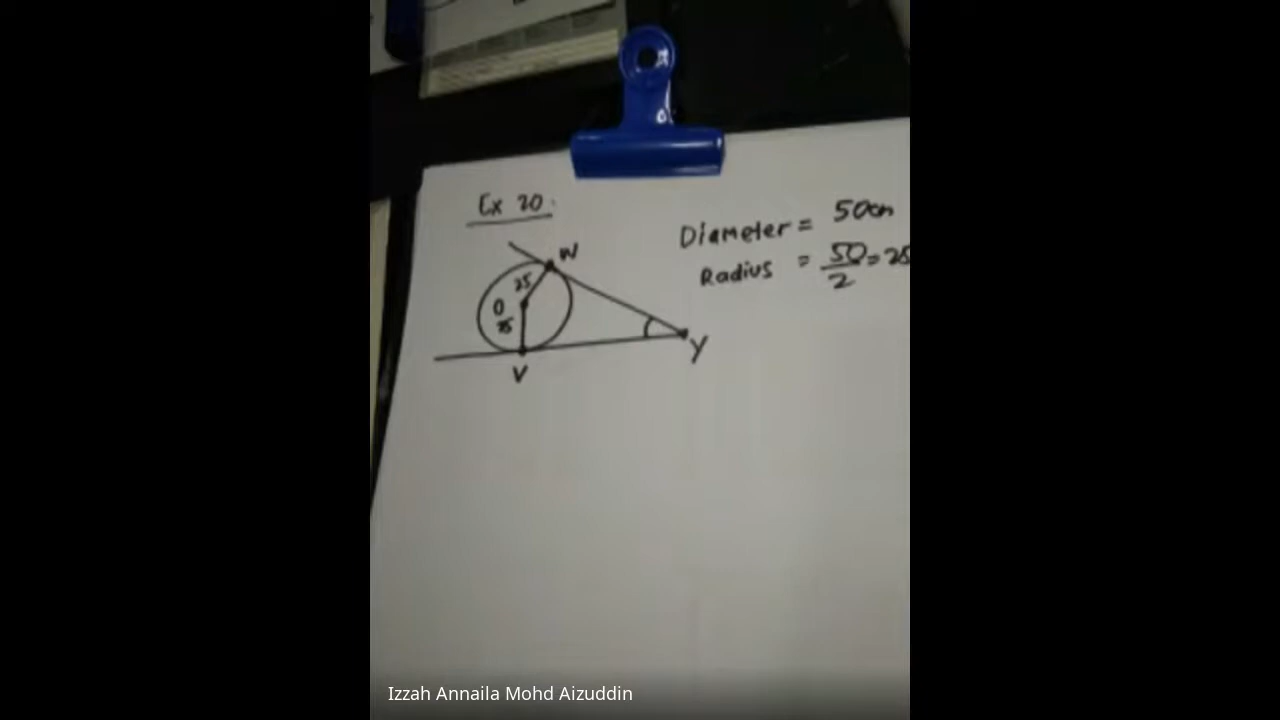 Ex 20.
Diameter = 50cm
Radius = 50/2 = 25
W
25
O
25
V
Y
Izzah Annaila Mohd Aizuddin